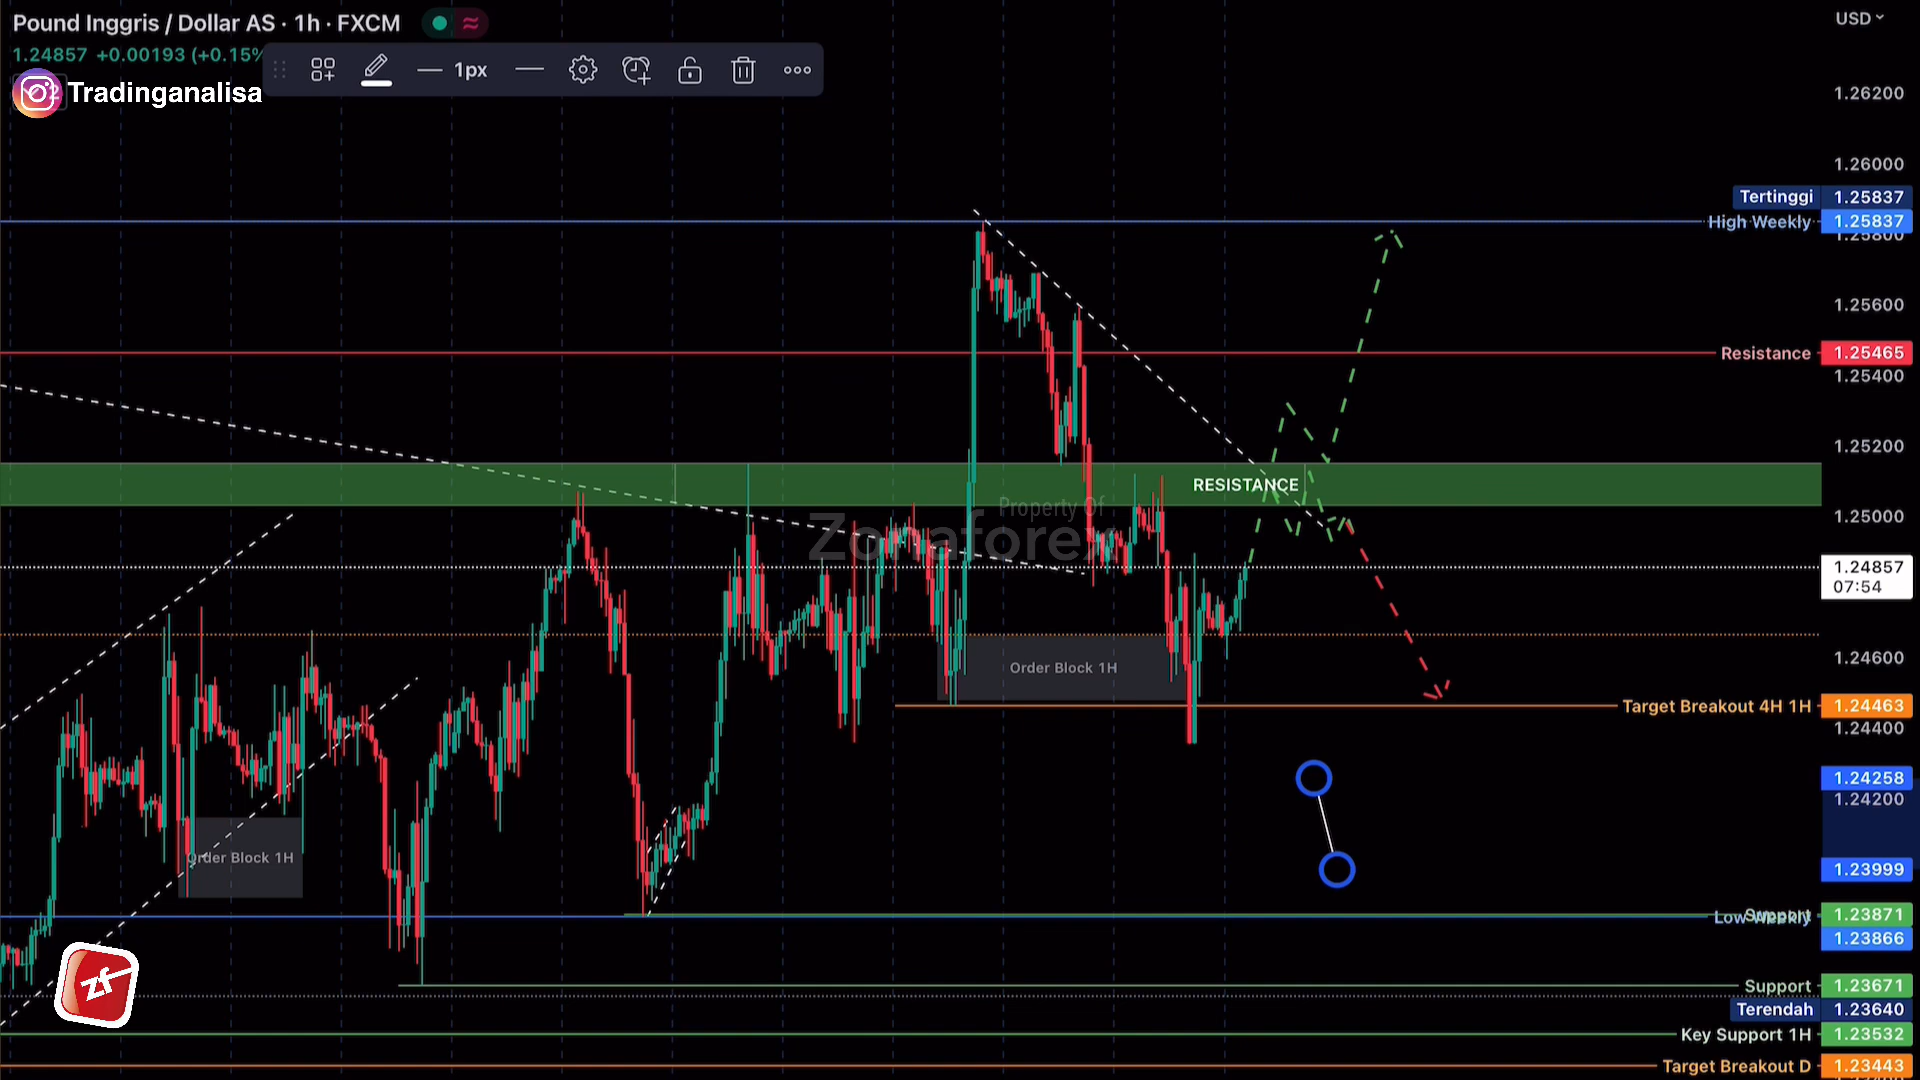 Pound Inggris / Dollar AS · 1h · FXCM
USD
1.24857 +0.00193 (+0.15%
1px
Tradinganalisa
1.26200
1.26000
Tertinggi 1.25837
High Weekly 1.25837
1.25800
1.25600
Resistance 1.25465
1.25400
1.25200
RESISTANCE
Property Of
Zonaforex
1.25000
1.24857
07:54
Order Block 1H
1.24600
Target Breakout 4H 1H 1.24463
1.24400
1.24258
1.24200
Order Block 1H
1.23999
Support 1.23871
Low Weekly 1.23866
Support 1.23671
Terendah 1.23640
Key Support 1H 1.23532
Target Breakout D 1.23443
zf